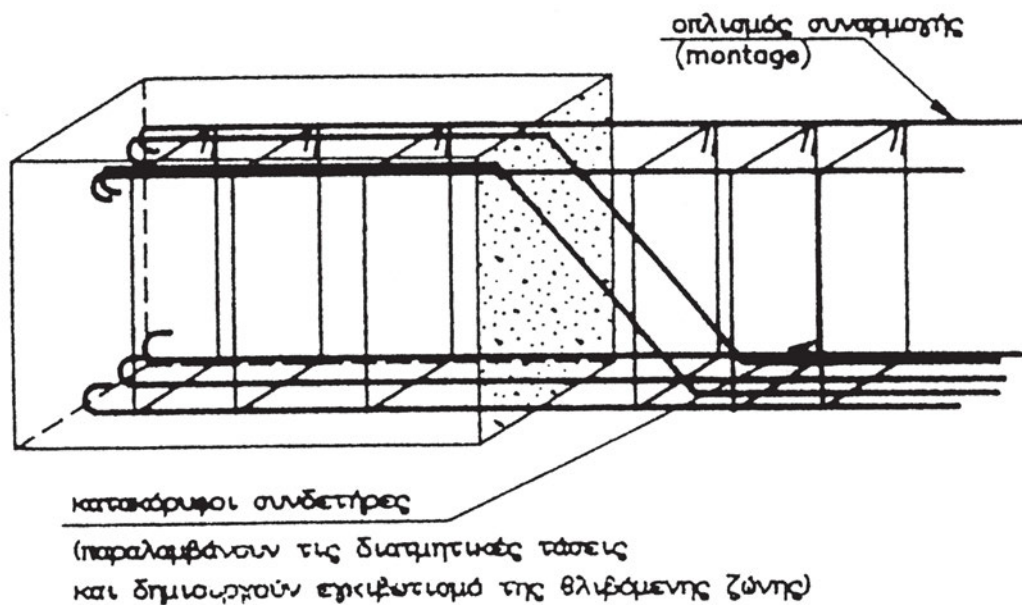 οπλισμός συναρμογής
(montage)
κατακόρυφοι συνδετήρες
(παραλαμβάνουν τις διατμητικές τάσεις
και δημιουργούν εγκιβωτισμό της θλιβόμενης ζώνης)